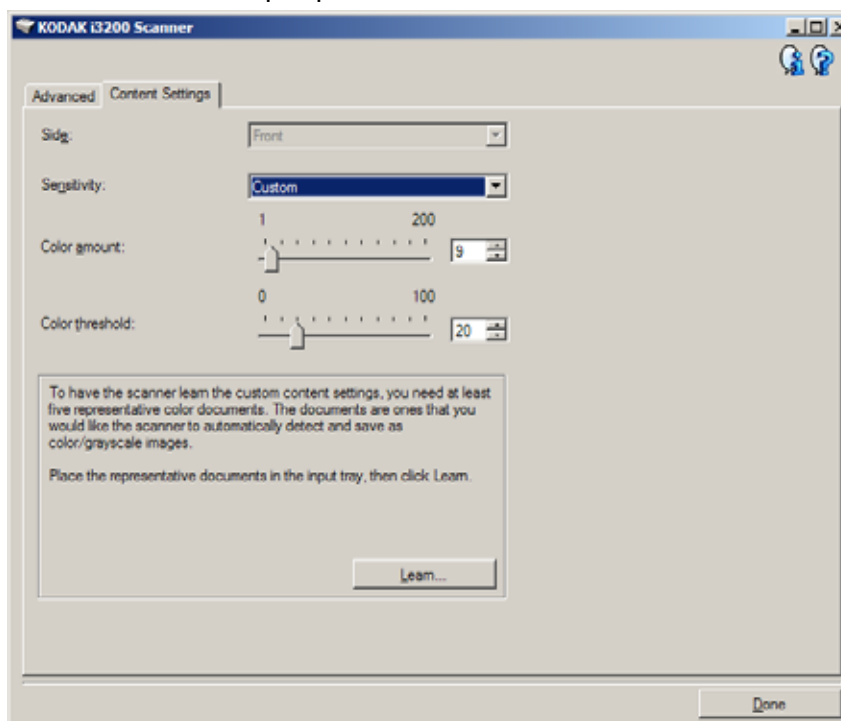 KODAK i3200 Scanner
Advanced
Content Settings
Side:
Front
Sensitivity:
Custom
1
200
Color amount:
9
0
100
Color threshold:
20
To have the scanner learn the custom content settings, you need at least
five representative color documents. The documents are ones that you
would like the scanner to automatically detect and save as
color/grayscale images.
Place the representative documents in the input tray, then click Learn.
Learn...
Done